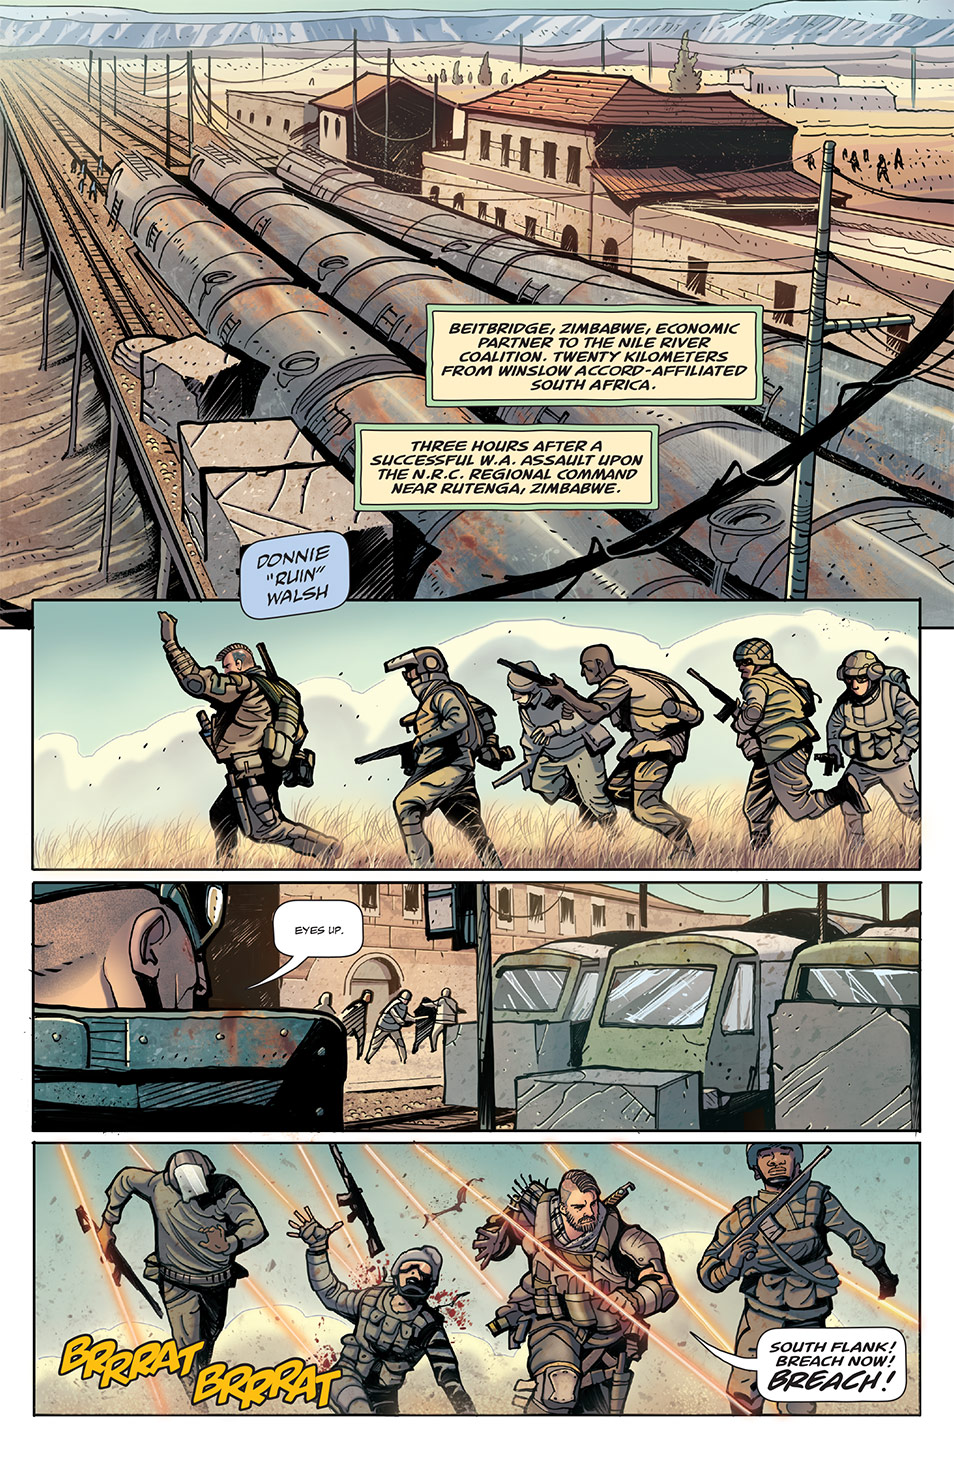 BEITBRIDGE, ZIMBABWE, ECONOMIC
PARTNER TO THE NILE RIVER
COALITION. TWENTY KILOMETERS
FROM WINSLOW ACCORD-AFFILIATED
SOUTH AFRICA.
THREE HOURS AFTER A
SUCCESSFUL W.A. ASSAULT UPON
THE N.R.C. REGIONAL COMMAND
NEAR RUTENGA, ZIMBABWE.
DONNIE
"RUIN"
WALSH
EYES UP.
BRRRAT
BRRRAT
SOUTH FLANK!
BREACH NOW!
BREACH!